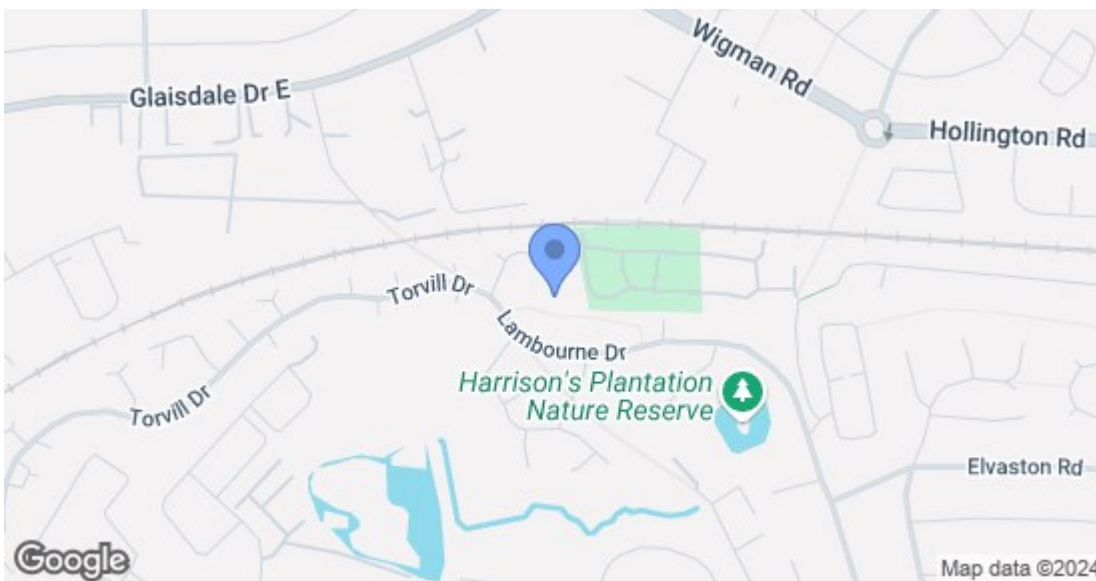 Wigman Rd
Glaisdale Dr E
Hollington Rd
Torvill Dr
Lambourne Dr
Harrison's Plantation
Nature Reserve
Torvill Dr
Elvaston Rd
Google
Map data ©2024